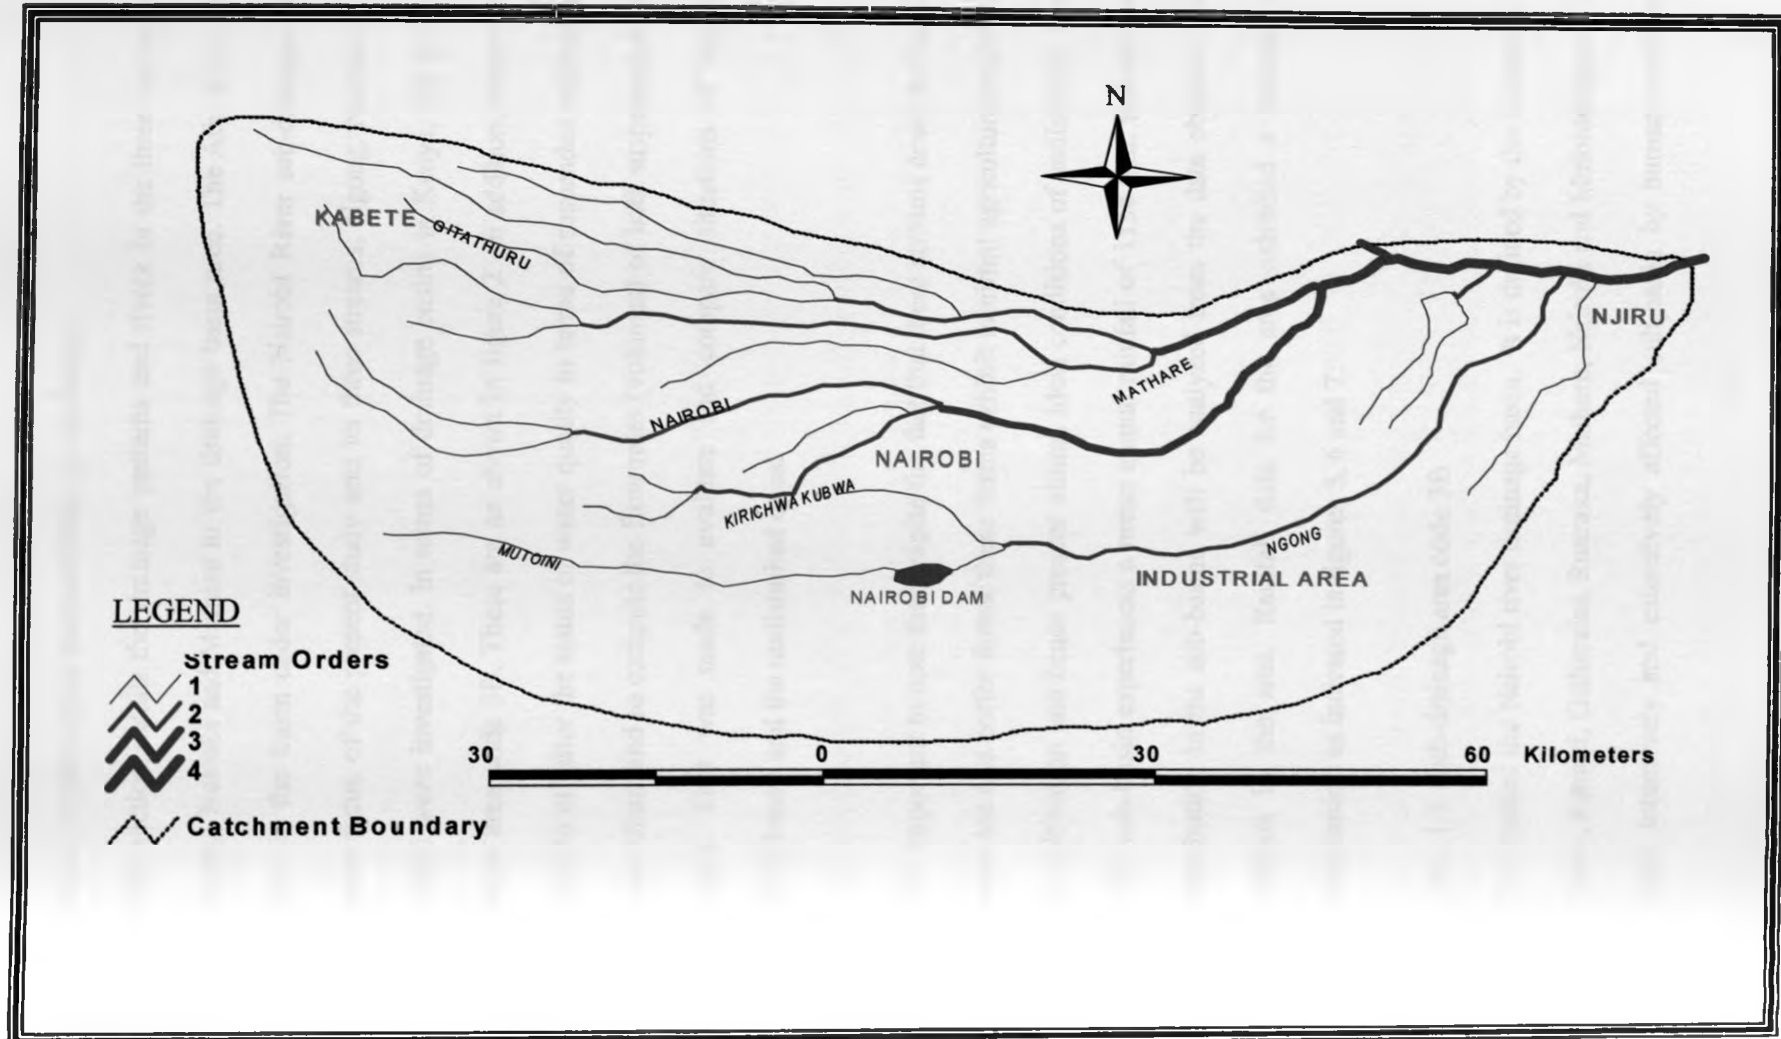 N
KABETE
GITATHURU
NJIRU
MATHARE
NAIROBI
NAIROBI
KIRICHWA KUBWA
NGONG
MUTOINI
INDUSTRIAL AREA
NAIROBI DAM
LEGEND
Stream Orders
1
2
3
4
Catchment Boundary
30 0 30 60 Kilometers